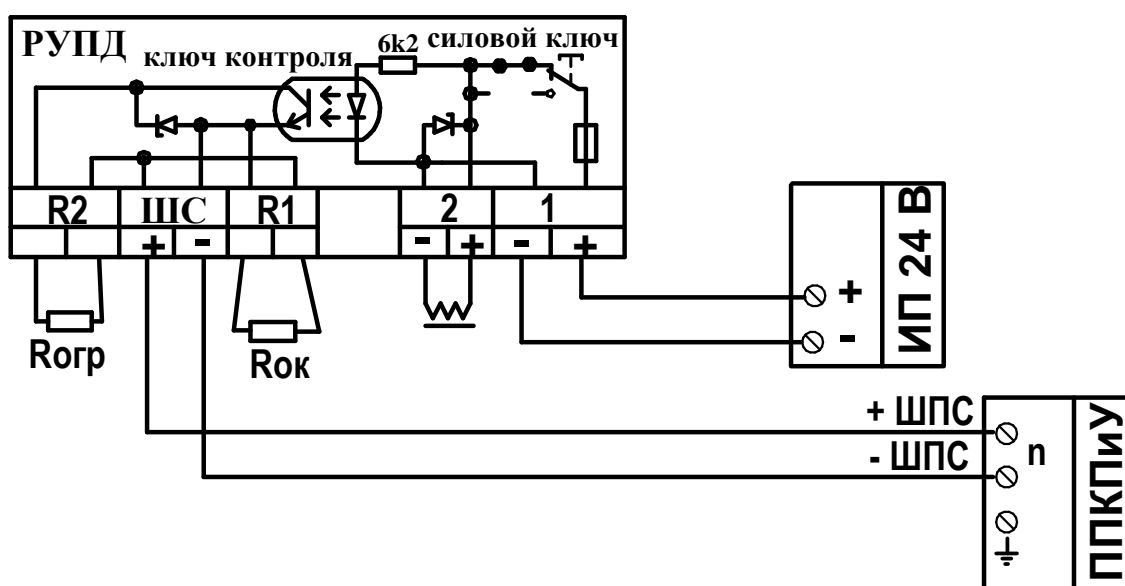 РУПД
ключ контроля
6k2
силовой ключ
R2 ШС R1 2 1
+ - - + - +
Rогр
Rок
+
-
ИП 24 В
+ ШПС
- ШПС
n
ППКПиУ